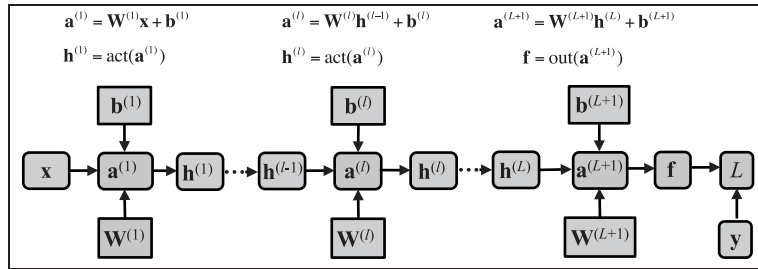 a^(1) = W^(1)x + b^(1) a^(l) = W^(l)h^(l-1) + b^(l) a^(L+1) = W^(L+1)h^(L) + b^(L+1)
h^(1) = act(a^(1)) h^(l) = act(a^(l)) f = out(a^(L+1))
b^(1) b^(l) b^(L+1)
x a^(1) h^(1) ... h^(l-1) a^(l) h^(l) ... h^(L) a^(L+1) f L
W^(1) W^(l) W^(L+1) y